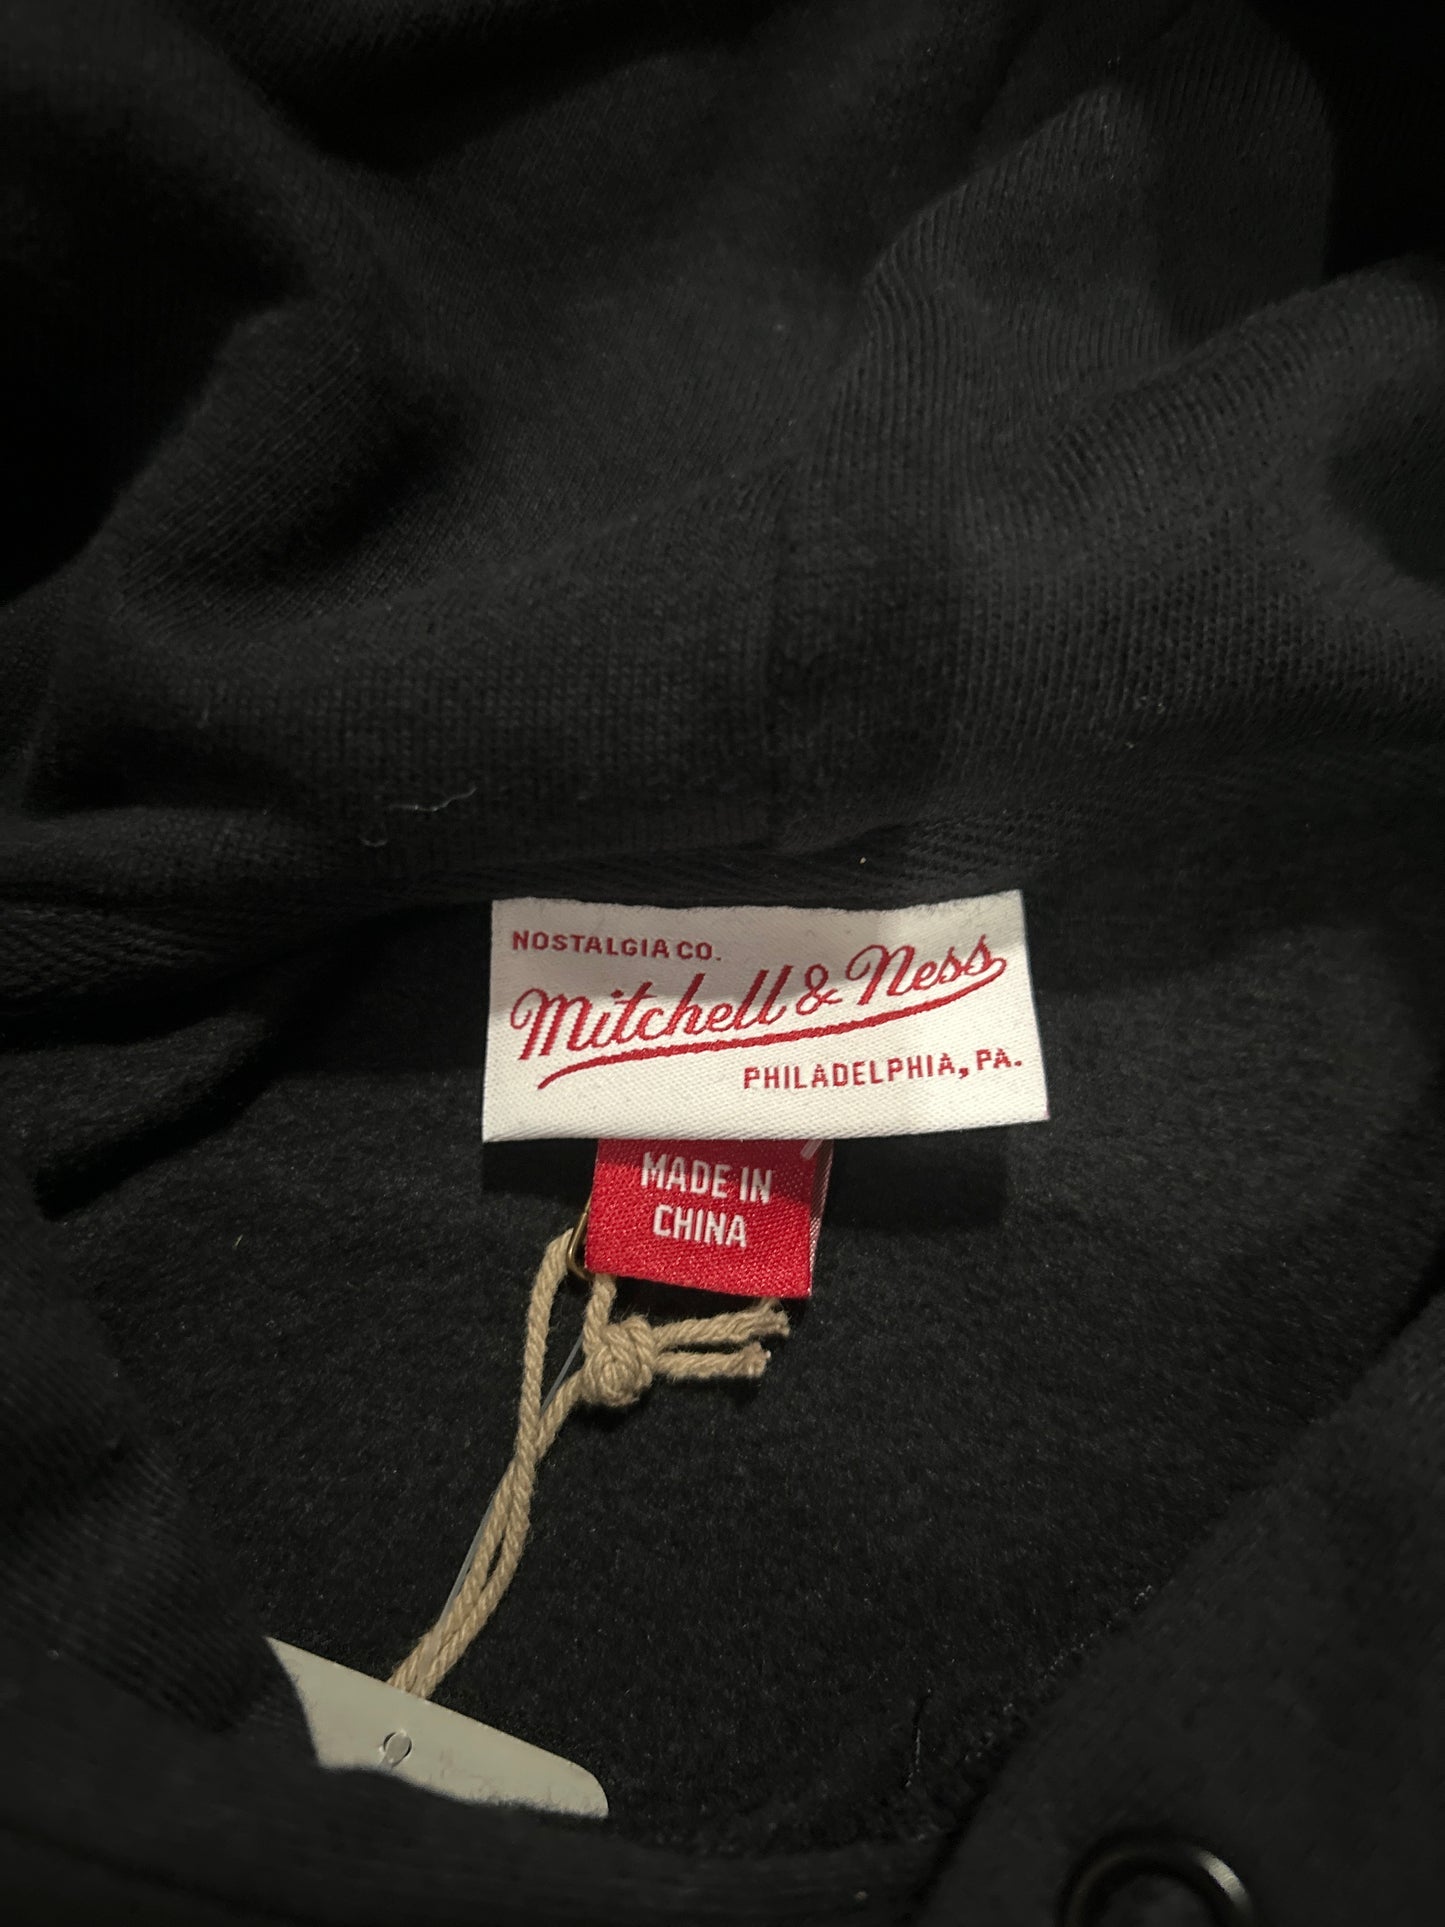 NOSTALGIA CO.
Mitchell & Ness
PHILADELPHIA, PA.
MADE IN
CHINA